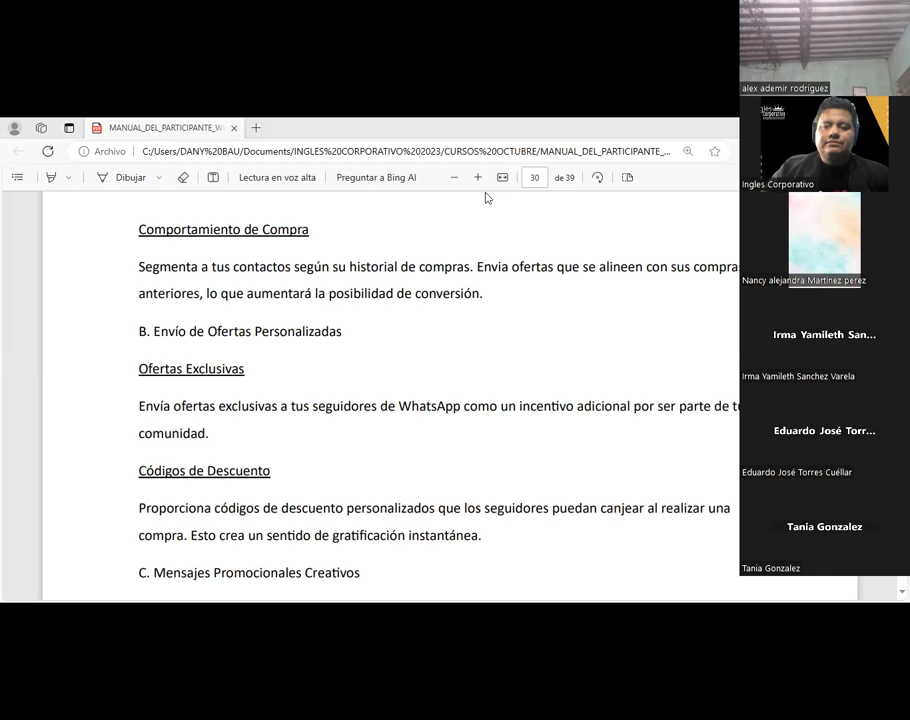 alex ademir rodriguez
MANUAL_DEL_PARTICIPANTE_W
Archivo
C:/Users/DANY%20BAU/Documents/INGLES%20CORPORATIVO%202023/CURSOS%20OCTUBRE/MANUAL_DEL_PARTICIPANTE_...
Dibujar
Lectura en voz alta
Preguntar a Bing AI
30
de 39
Ingles Corporativo
Comportamiento de Compra
Segmenta a tus contactos según su historial de compras. Envia ofertas que se alineen con sus compra
anteriores, lo que aumentará la posibilidad de conversión.
Nancy alejandra Martinez perez
B. Envío de Ofertas Personalizadas
Irma Yamileth San...
Irma Yamileth Sanchez Varela
Ofertas Exclusivas
Envía ofertas exclusivas a tus seguidores de WhatsApp como un incentivo adicional por ser parte de tu
comunidad.
Eduardo José Torr...
Eduardo José Torres Cuéllar
Códigos de Descuento
Proporciona códigos de descuento personalizados que los seguidores puedan canjear al realizar una
compra. Esto crea un sentido de gratificación instantánea.
Tania Gonzalez
Tania Gonzalez
C. Mensajes Promocionales Creativos